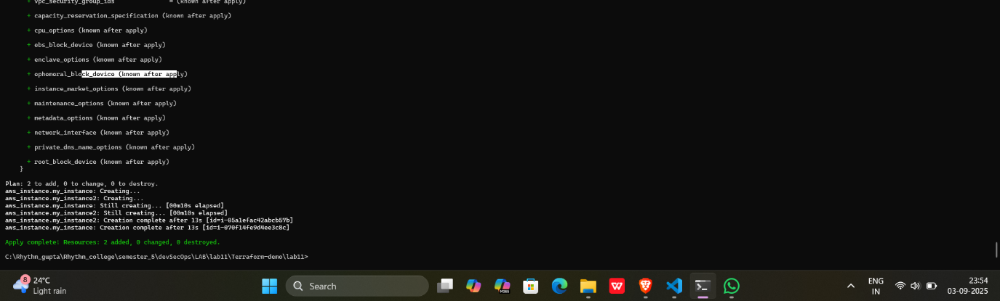 + vpc_security_group_ids = (known after apply)
+ capacity_reservation_specification (known after apply)
+ cpu_options (known after apply)
+ ebs_block_device (known after apply)
+ enclave_options (known after apply)
+ ephemeral_block_device (known after apply)
+ instance_market_options (known after apply)
+ maintenance_options (known after apply)
+ metadata_options (known after apply)
+ network_interface (known after apply)
+ private_dns_name_options (known after apply)
+ root_block_device (known after apply)
}
Plan: 2 to add, 0 to change, 0 to destroy.
aws_instance.my_instance: Creating...
aws_instance.my_instance2: Creating...
aws_instance.my_instance: Still creating... [00m10s elapsed]
aws_instance.my_instance2: Still creating... [00m10s elapsed]
aws_instance.my_instance2: Creation complete after 13s [id=i-05a1efac42abcb57b]
aws_instance.my_instance: Creation complete after 13s [id=i-070f14fe9d4ee3c8c]
Apply complete! Resources: 2 added, 0 changed, 0 destroyed.
C:\Rhythm_gupta\Rhythm_college\semester_5\devSecOps\LAB\lab11\Terraform-demo\lab11>
8
24°C
Light rain
Search
M365
W
ENG
IN
23:54
03-09-2025